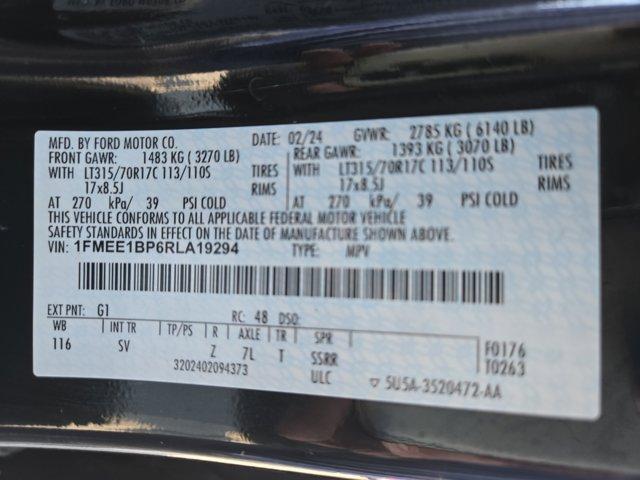 MFD. BY FORD MOTOR CO. DATE: 02/24 GVWR: 2785 KG ( 6140 LB)
FRONT GAWR: 1483 KG ( 3270 LB) REAR GAWR: 1393 KG ( 3070 LB)
WITH LT315/70R17C 113/110S TIRES WITH LT315/70R17C 113/110S TIRES
17x8.5J RIMS 17x8.5J RIMS
AT 270 kPa/ 39 PSI COLD AT 270 kPa/ 39 PSI COLD
THIS VEHICLE CONFORMS TO ALL APPLICABLE FEDERAL MOTOR VEHICLE
SAFETY STANDARDS IN EFFECT ON THE DATE OF MANUFACTURE SHOWN ABOVE.
VIN: 1FMEE1BP6RLA19294 TYPE: MPV
EXT PNT: G1 RC: 48 DSO:
WB INT TR TP/PS R AXLE TR SPR F0176
116 SV Z 7L T SSRR T0263
3202402094373 ULC ▽ 5U5A-3520472-AA